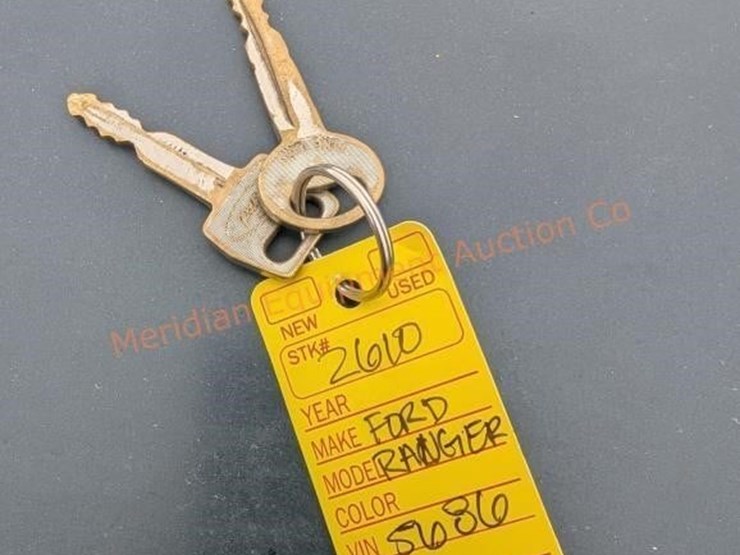 Meridian Equipment Auction Co
NEW USED
STK# 2610
YEAR
MAKE FORD
MODEL RANGER
COLOR
VIN 5686